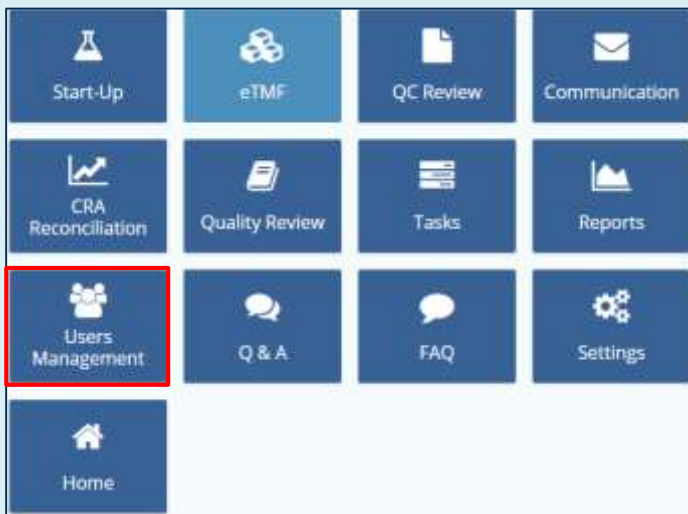 Start-Up
eTMF
QC Review
Communication
CRA
Reconciliation
Quality Review
Tasks
Reports
Users
Management
Q & A
FAQ
Settings
Home